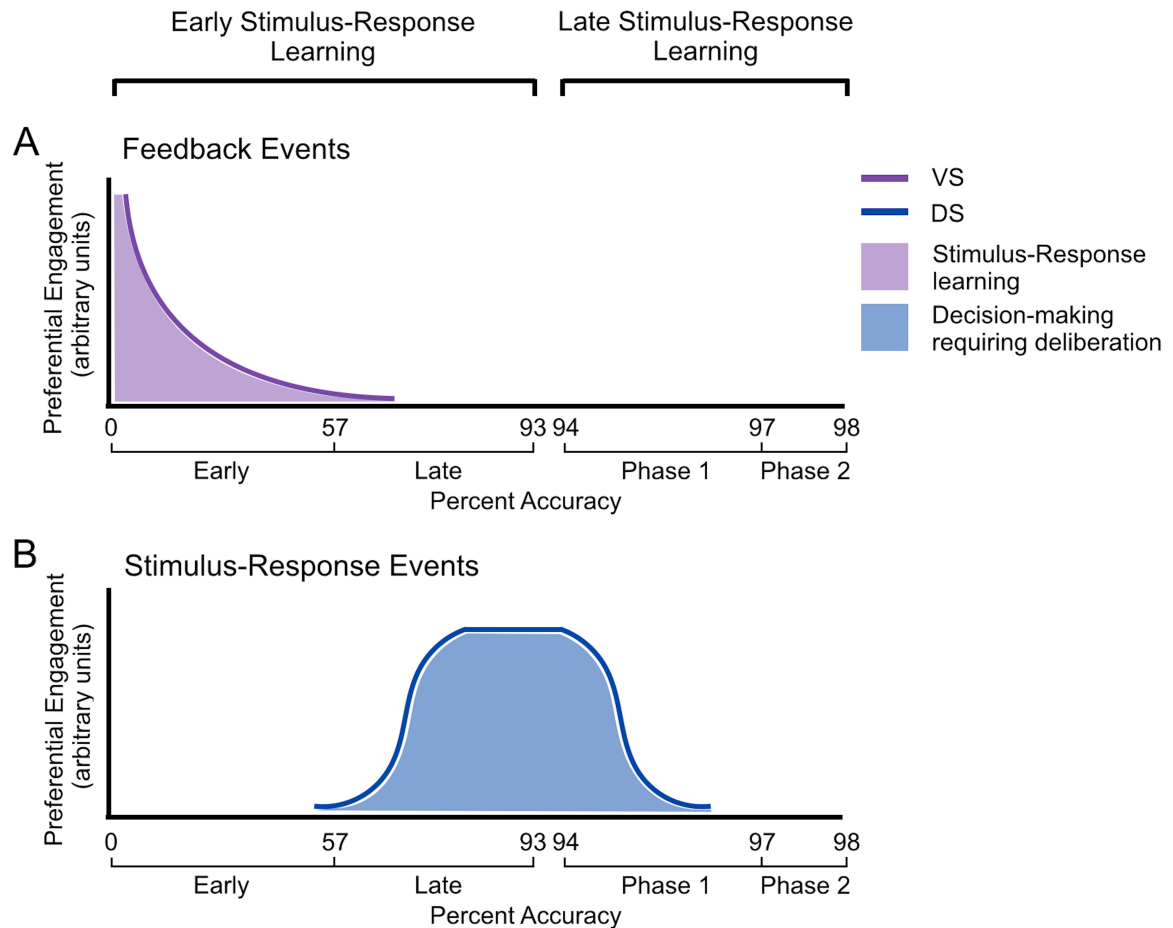 Early Stimulus-Response
Learning
Late Stimulus-Response
Learning
A
Feedback Events
Preferential Engagement
(arbitrary units)
VS
DS
Stimulus-Response
learning
Decision-making
requiring deliberation
0 57 93 94 97 98
Early Late Phase 1 Phase 2
Percent Accuracy
B
Stimulus-Response Events
Preferential Engagement
(arbitrary units)
0 57 93 94 97 98
Early Late Phase 1 Phase 2
Percent Accuracy